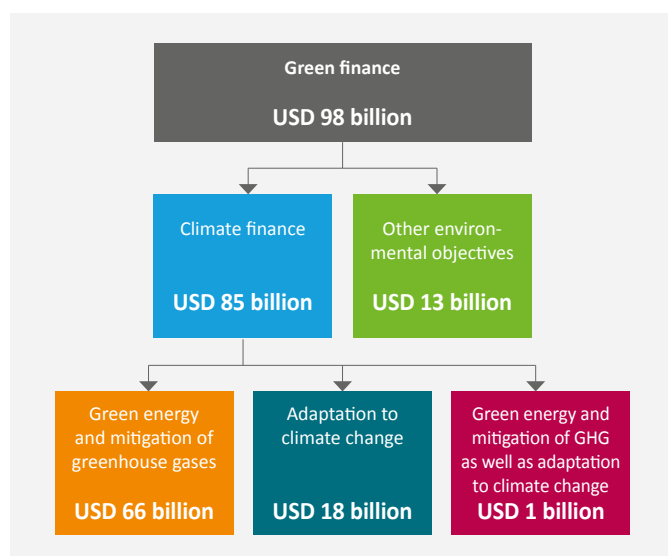 Green finance
USD 98 billion
Climate finance
USD 85 billion
Other environ-
mental objectives
USD 13 billion
Green energy
and mitigation of
greenhouse gases
USD 66 billion
Adaptation to
climate change
USD 18 billion
Green energy and
mitigation of GHG
as well as adaptation
to climate change
USD 1 billion